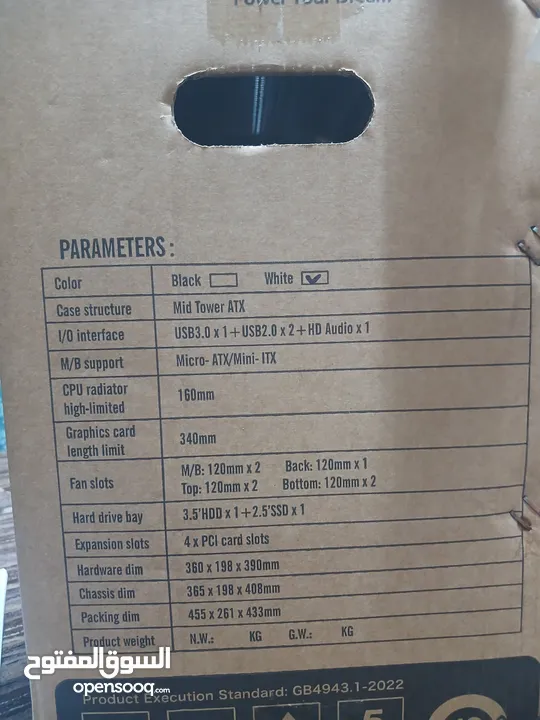 PARAMETERS:
Color Black White
Case structure Mid Tower ATX
I/O interface USB3.0 x 1+USB2.0 x 2+HD Audio x 1
M/B support Micro- ATX/Mini- ITX
CPU radiator
high-limited 160mm
Graphics card
length limit 340mm
Fan slots M/B: 120mm x 2 Back: 120mm x 1
Top: 120mm x 2 Bottom: 120mm x 2
Hard drive bay 3.5'HDD x 1+2.5'SSD x 1
Expansion slots 4 x PCI card slots
Hardware dim 360 x 198 x 390mm
Chassis dim 365 x 198 x 408mm
Packing dim 455 x 261 x 433mm
Product weight N.W.: KG G.W.: KG
السوق المفتوح
opensooq.com
Product Execution Standard: GB4943.1-2022